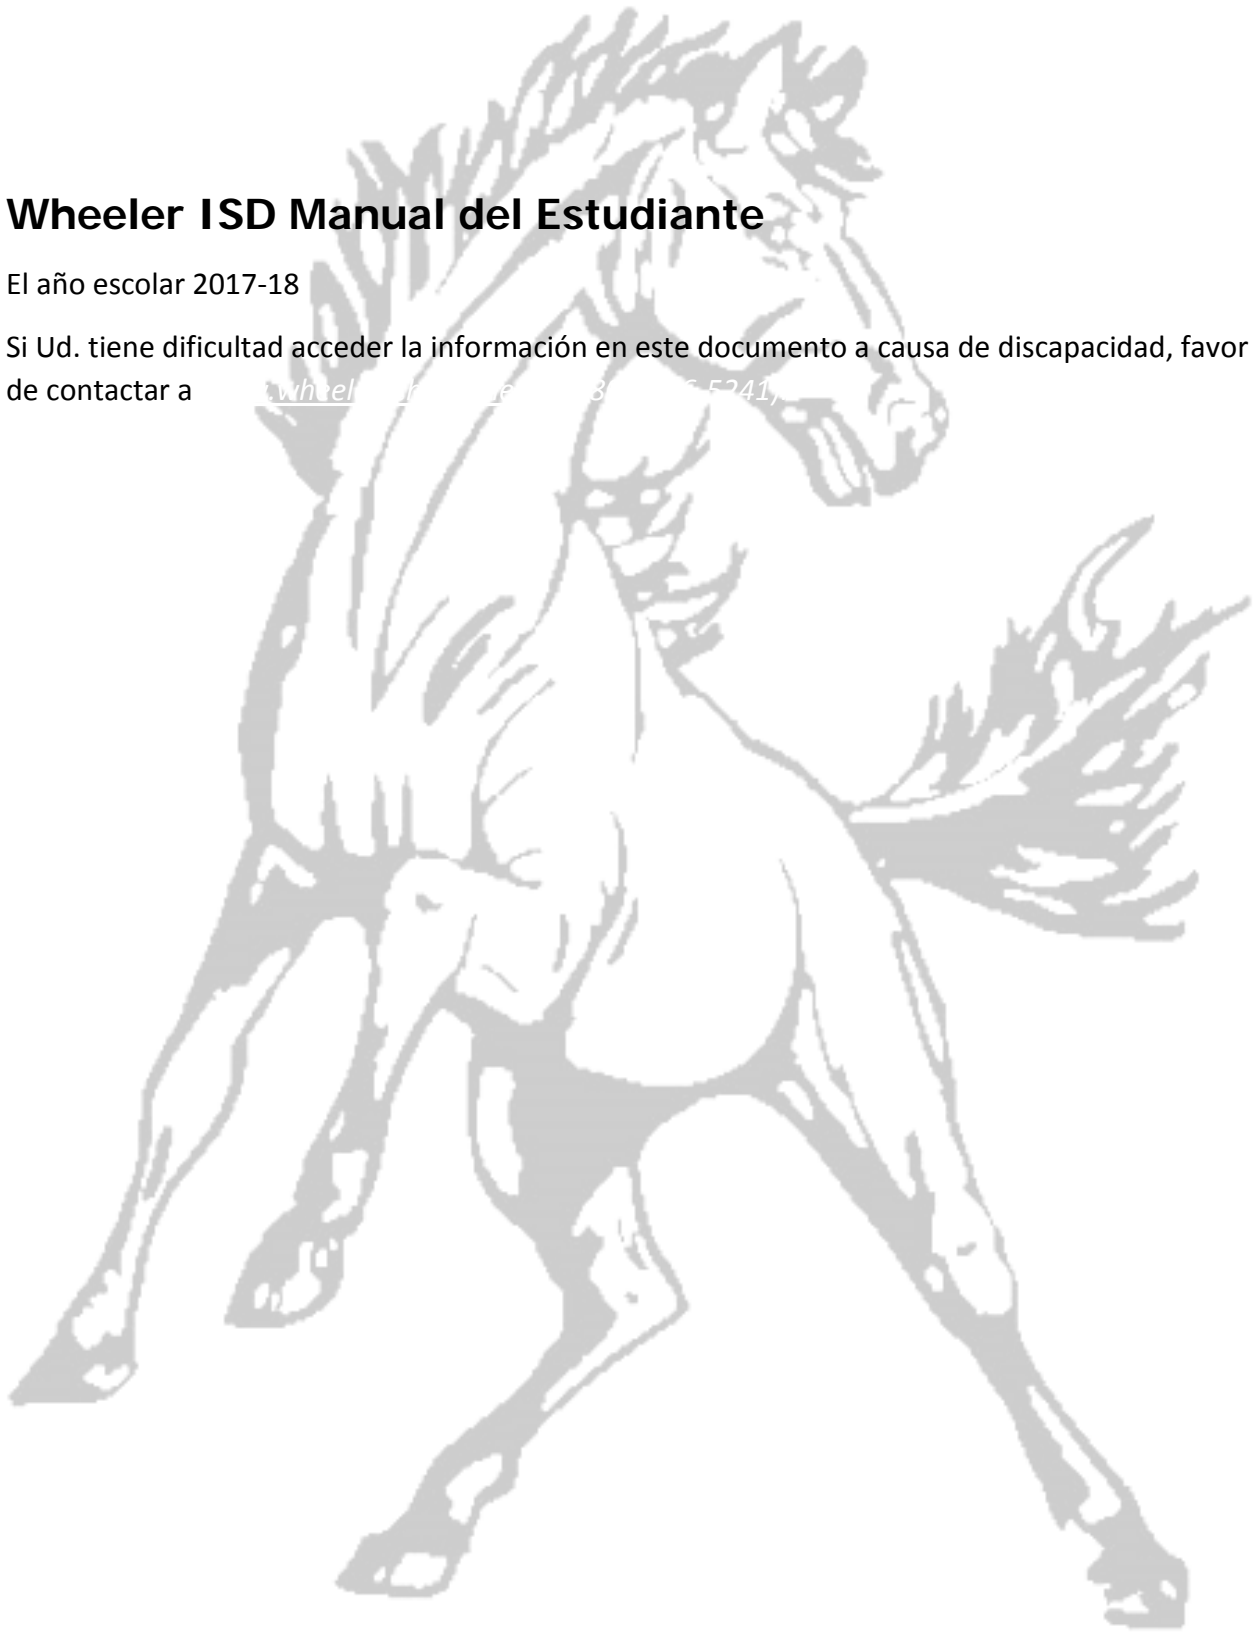 Wheeler ISD Manual del Estudiante
El año escolar 2017-18
Si Ud. tiene dificultad acceder la información en este documento a causa de discapacidad, favor
de contactar a